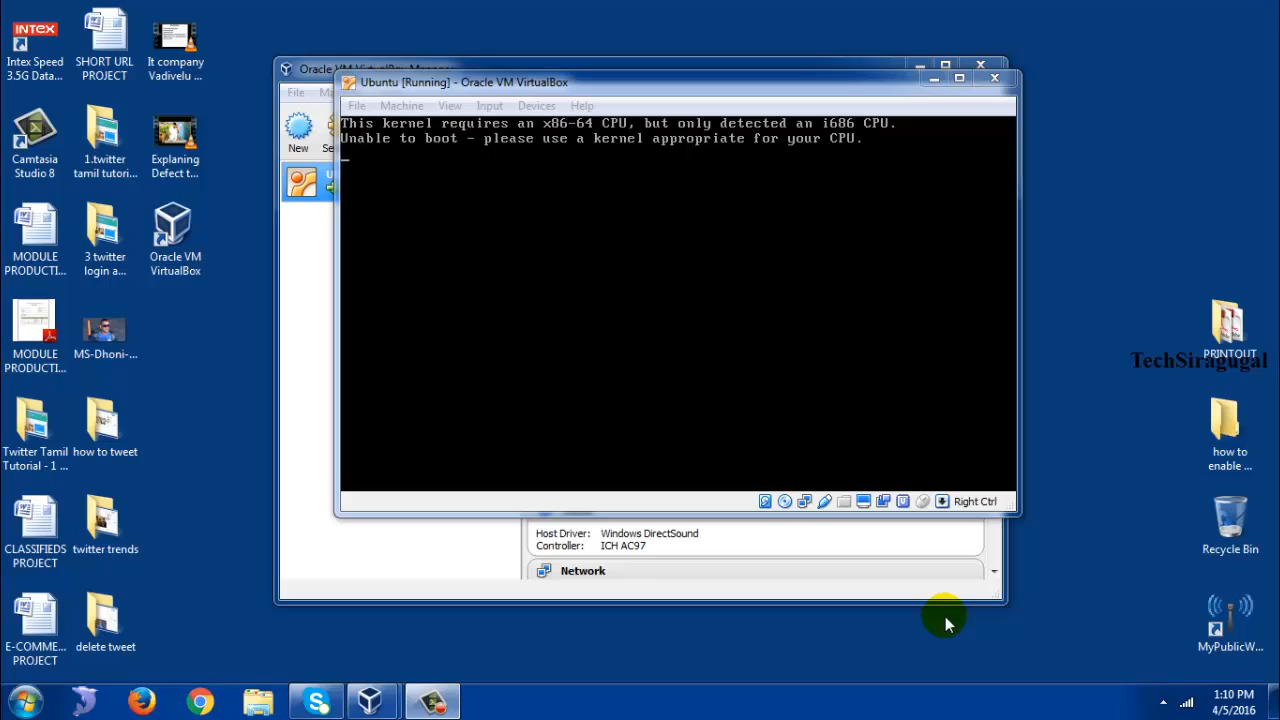 INTEX
Intex Speed
3.5G Data...
SHORT URL
PROJECT
It company
Vadivelu ...
Camtasia
Studio 8
1.twitter
tamil tutori...
Explaining
Defect t...
MODULE
PRODUCTI...
3 twitter
login a...
Oracle VM
VirtualBox
MODULE
PRODUCTI...
MS-Dhoni-...
Twitter Tamil
Tutorial - 1 ...
how to tweet
CLASSIFIEDS
PROJECT
twitter trends
E-COMME...
PROJECT
delete tweet
Oracle VM VirtualBox Manager
File
New
Ubuntu [Running] - Oracle VM VirtualBox
File Machine View Input Devices Help
This kernel requires an x86-64 CPU, but only detected an i686 CPU.
Unable to boot - please use a kernel appropriate for your CPU.
Right Ctrl
Host Driver: Windows DirectSound
Controller: ICH AC97
Network
PRINTOUT
TechSiragugal
how to
enable ...
Recycle Bin
MyPublicW...
1:10 PM
4/5/2016